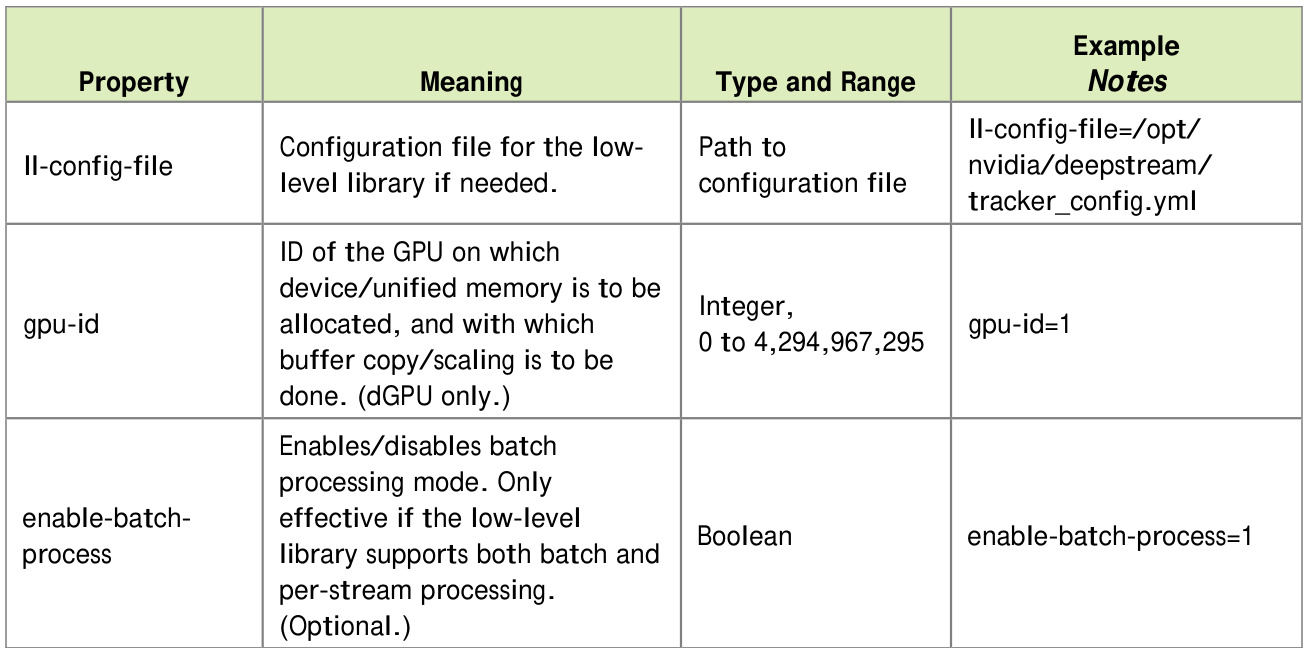 Property
Meaning
Type and Range
Example
Notes
ll-config-file
Configuration file for the low-
level library if needed.
Path to
configuration file
ll-config-file=/opt/
nvidia/deepstream/
tracker_config.yml
gpu-id
ID of the GPU on which
device/unified memory is to be
allocated, and with which
buffer copy/scaling is to be
done. (dGPU only.)
Integer,
0 to 4,294,967,295
gpu-id=1
enable-batch-
process
Enables/disables batch
processing mode. Only
effective if the low-level
library supports both batch and
per-stream processing.
(Optional.)
Boolean
enable-batch-process=1